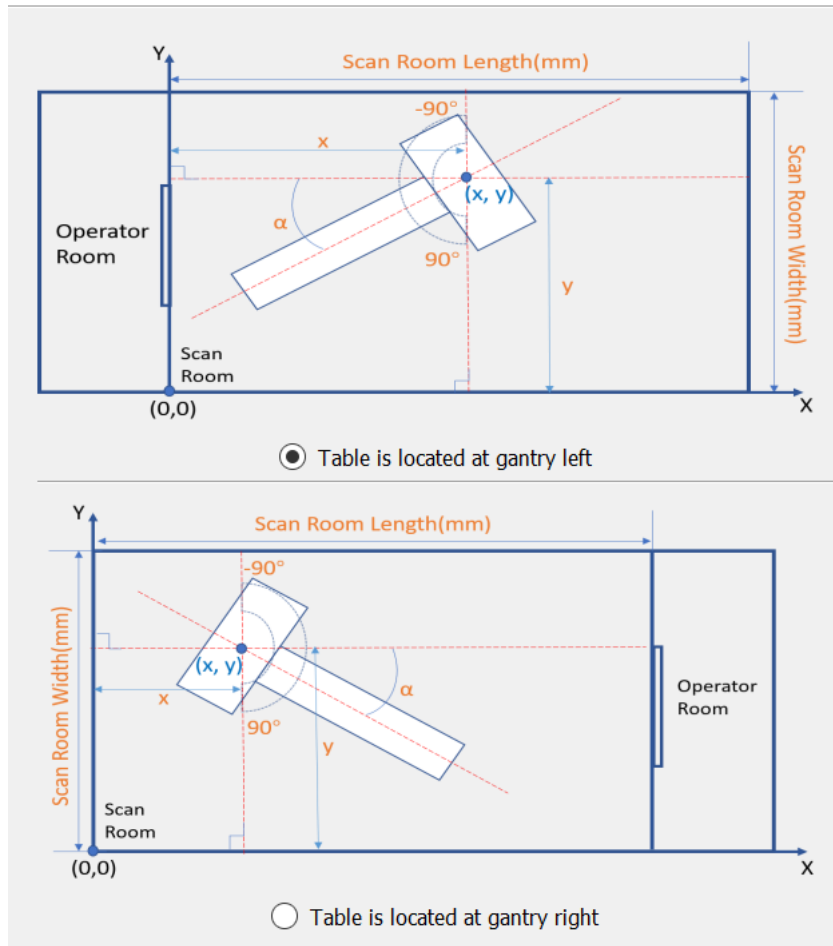 Y
Scan Room Length(mm)
-90°
x
(x, y)
Operator
Room
α
90°
y
Scan Room Width(mm)
Scan
Room
(0,0)
X
Table is located at gantry left
Y
Scan Room Length(mm)
-90°
Scan Room Width(mm)
(x, y)
x
α
Operator
Room
90°
y
Scan
Room
(0,0)
X
Table is located at gantry right